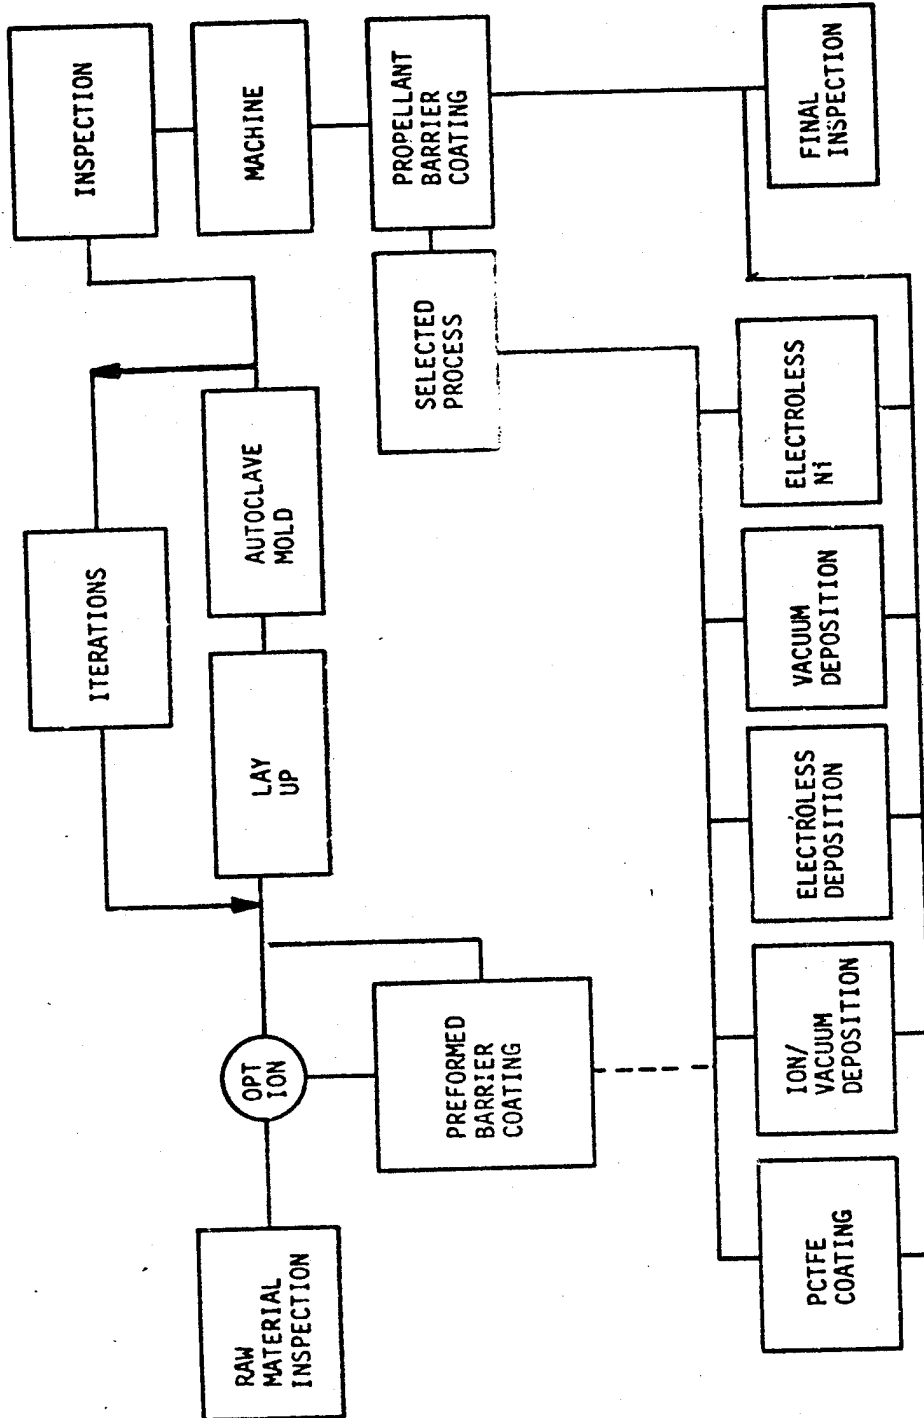 RAW
MATERIAL
INSPECTION
OPT
ION
PREFORMED
BARRIER
COATING
ITERATIONS
LAY
UP
AUTOCLAVE
MOLD
INSPECTION
MACHINE
PROPELLANT
BARRIER
COATING
SELECTED
PROCESS
PCTFE
COATING
ION/
VACUUM
DEPOSITION
ELECTROLESS
DEPOSITION
VACUUM
DEPOSITION
ELECTROLESS
Ni
FINAL
INSPECTION